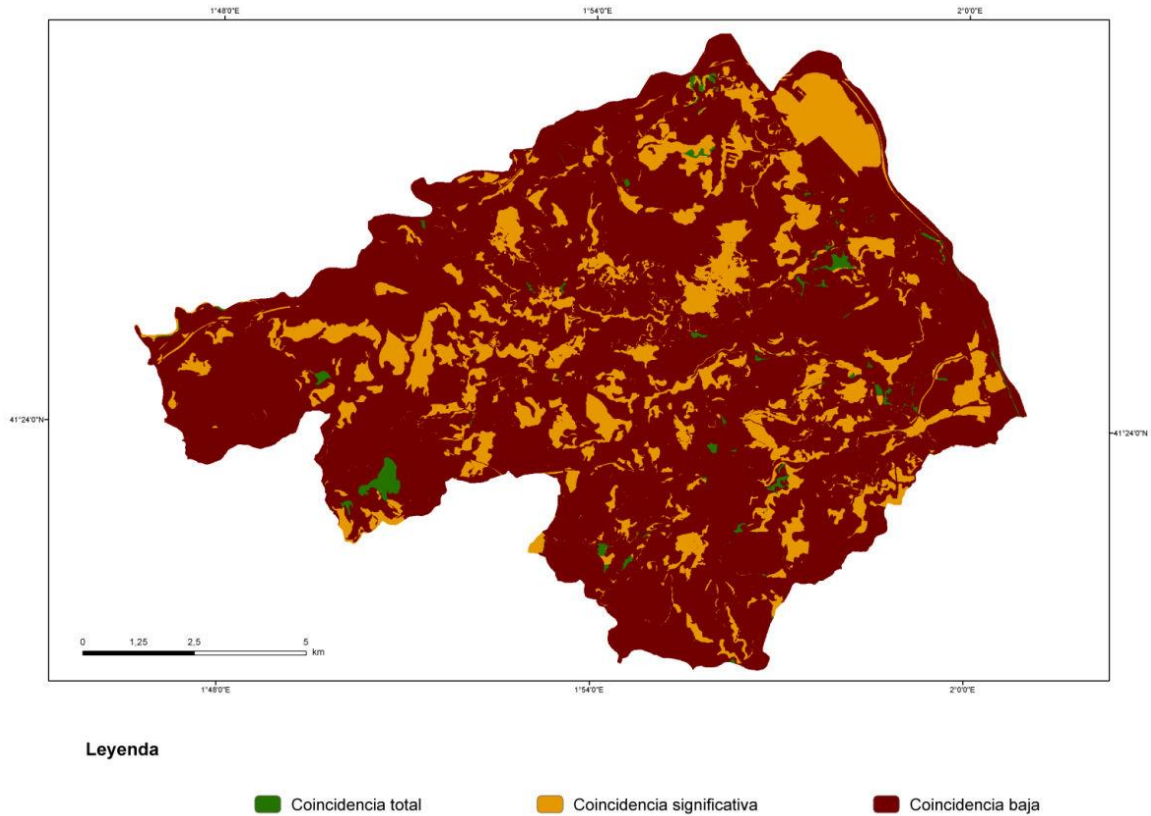 1°48'0"E 1°54'0"E 2°0'0"E
41°24'0"N 41°24'0"N
0 1,25 2,5 5
km
1°48'0"E 1°54'0"E 2°0'0"E
Leyenda
Coincidencia total Coincidencia significativa Coincidencia baja